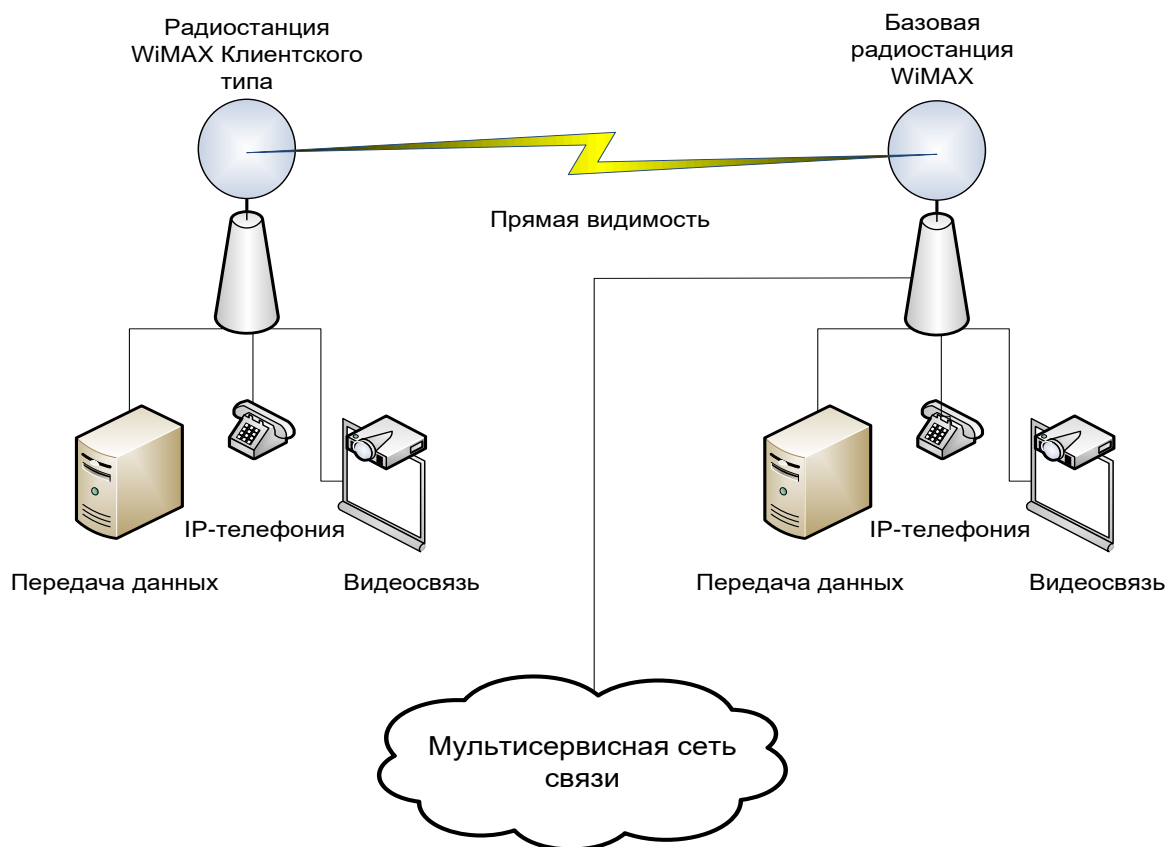 Радиостанция
WiMAX Клиентского
типа
Базовая
радиостанция
WiMAX
Прямая видимость
IP-телефония
IP-телефония
Передача данных
Видеосвязь
Передача данных
Видеосвязь
Мультисервисная сеть
связи